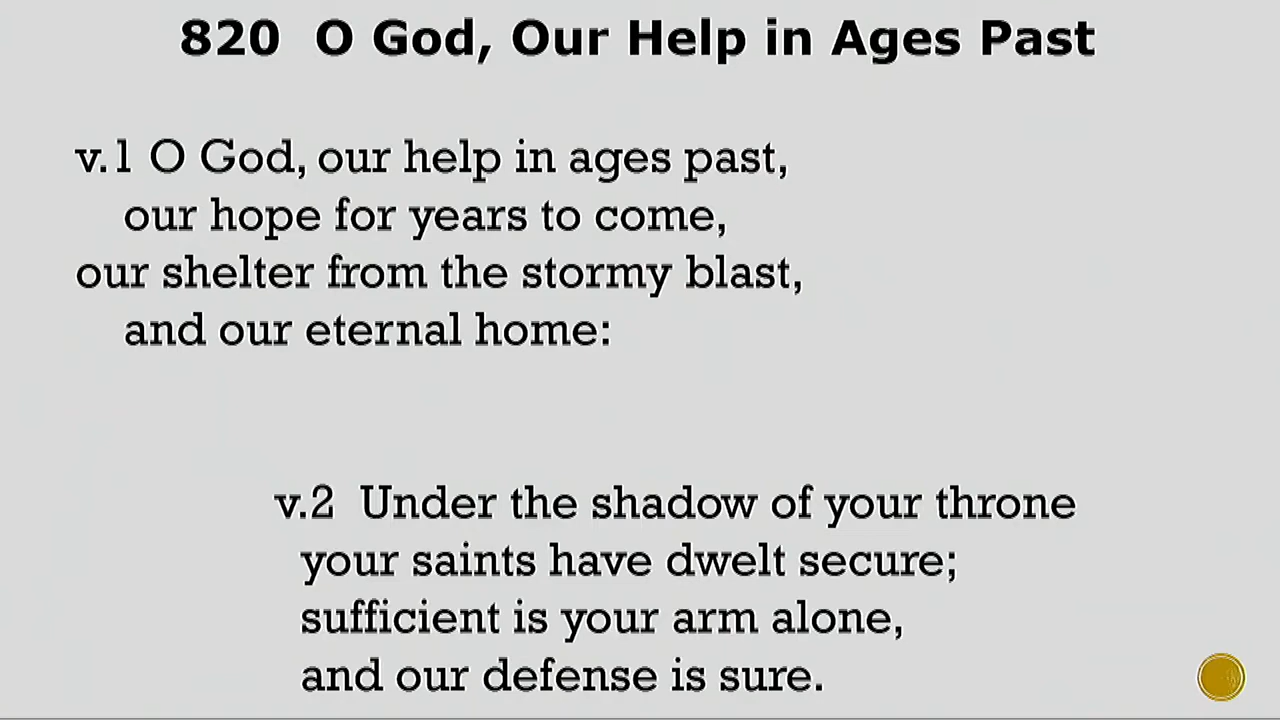 820 O God, Our Help in Ages Past
v.1 O God, our help in ages past,
our hope for years to come,
our shelter from the stormy blast,
and our eternal home:
v.2 Under the shadow of your throne
your saints have dwelt secure;
sufficient is your arm alone,
and our defense is sure.